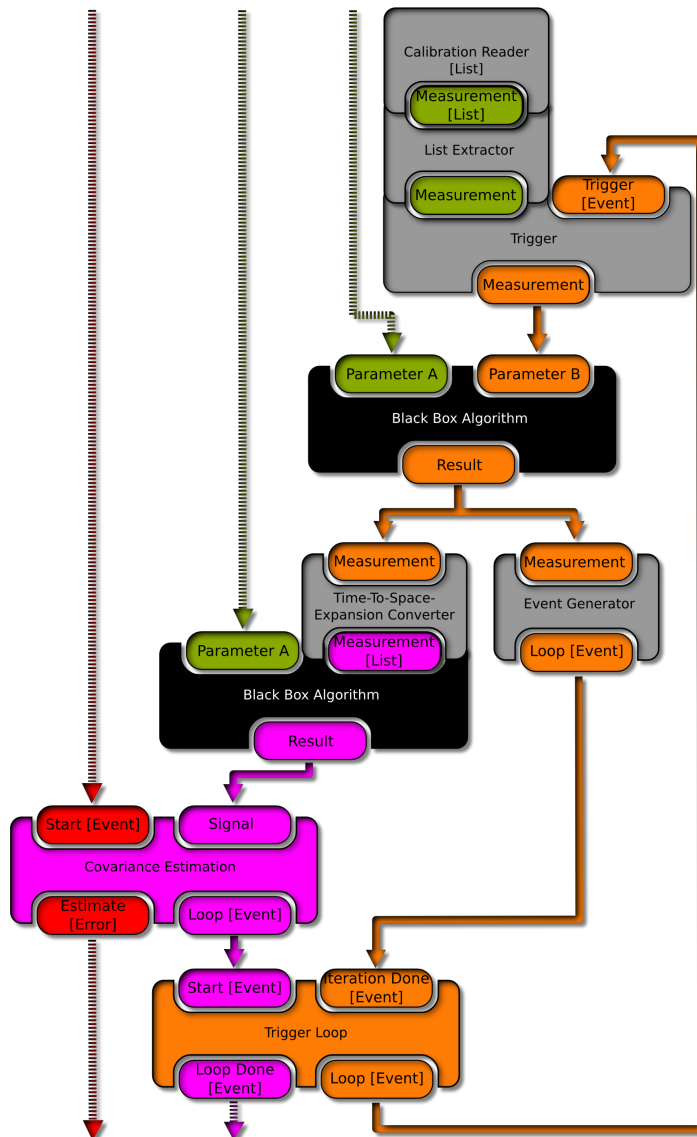 Calibration Reader
[List]
Measurement
[List]
List Extractor
Measurement
Trigger
[Event]
Trigger
Measurement
Parameter A
Parameter B
Black Box Algorithm
Result
Measurement
Measurement
Time-To-Space-
Expansion Converter
Event Generator
Parameter A
Measurement
[List]
Loop [Event]
Black Box Algorithm
Result
Start [Event]
Signal
Covariance Estimation
Estimate
[Error]
Loop [Event]
Start [Event]
Iteration Done
[Event]
Trigger Loop
Loop Done
[Event]
Loop [Event]